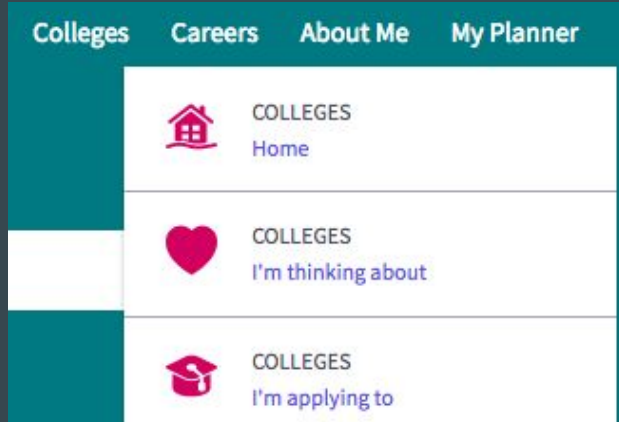 Colleges Careers About Me My Planner
COLLEGES
Home
COLLEGES
I'm thinking about
COLLEGES
I'm applying to